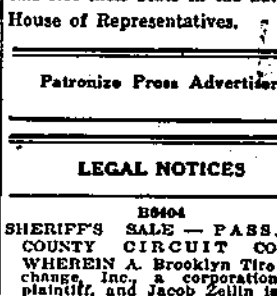 House of Representatives.
Patronize Press Advertiser
LEGAL NOTICES
B6404
SHERIFF'S SALE — PASS
COUNTY CIRCUIT CO
WHEREIN A. Brooklyn Tire
change, Inc., a corporation
plaintiff, and Jacob Zellin is